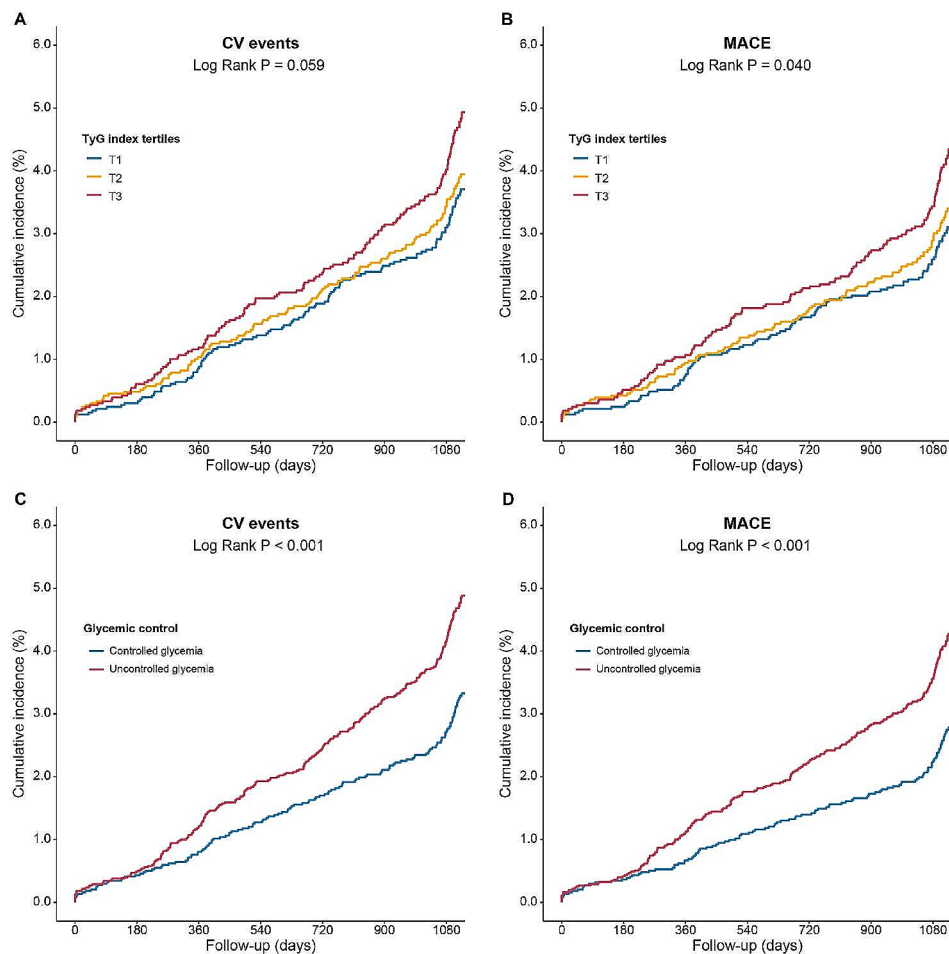 A
CV events
Log Rank P = 0.059
TyG index tertiles
T1
T2
T3
Cumulative incidence (%)
6.0
5.0
4.0
3.0
2.0
1.0
0.0
0 180 360 540 720 900 1080
Follow-up (days)
B
MACE
Log Rank P = 0.040
TyG index tertiles
T1
T2
T3
Cumulative incidence (%)
6.0
5.0
4.0
3.0
2.0
1.0
0.0
0 160 360 540 720 900 1080
Follow-up (days)
C
CV events
Log Rank P < 0.001
Glycemic control
Controlled glycemia
Uncontrolled glycemia
Cumulative incidence (%)
6.0
5.0
4.0
3.0
2.0
1.0
0.0
0 180 360 540 720 900 1080
Follow-up (days)
D
MACE
Log Rank P < 0.001
Glycemic control
Controlled glycemia
Uncontrolled glycemia
Cumulative incidence (%)
6.0
5.0
4.0
3.0
2.0
1.0
0.0
0 160 360 540 720 900 1080
Follow-up (days)